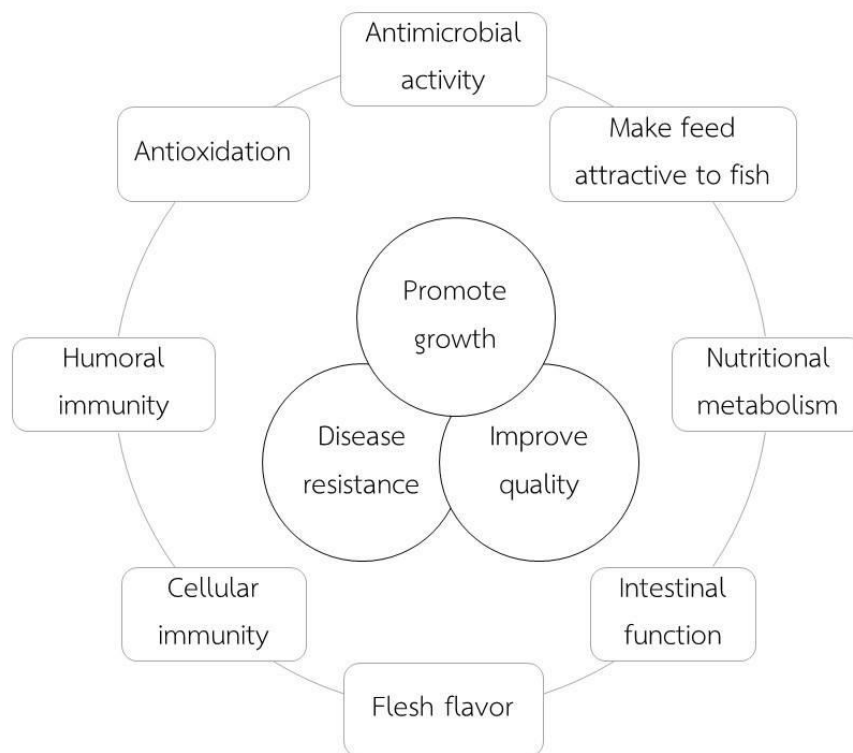 Antimicrobial
activity
Make feed
attractive to fish
Antioxidation
Promote
growth
Humoral
immunity
Nutritional
metabolism
Disease
resistance
Improve
quality
Cellular
immunity
Intestinal
function
Flesh flavor